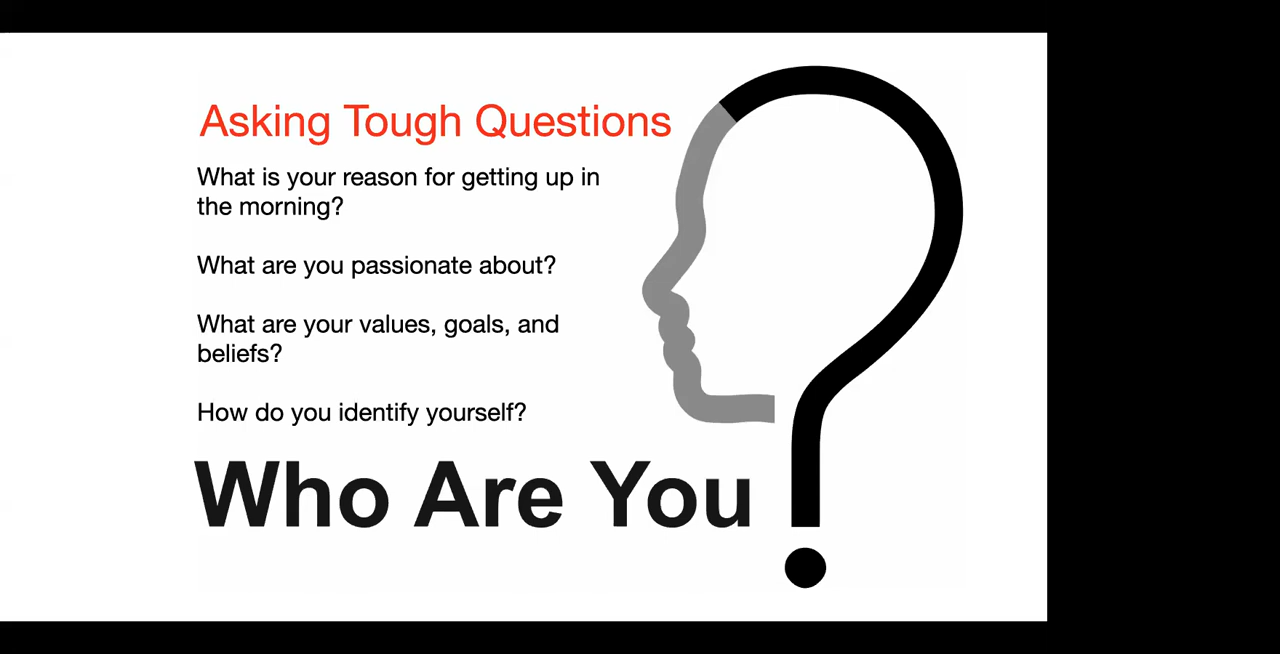 Asking Tough Questions
What is your reason for getting up in
the morning?
What are you passionate about?
What are your values, goals, and
beliefs?
How do you identify yourself?
Who Are You?